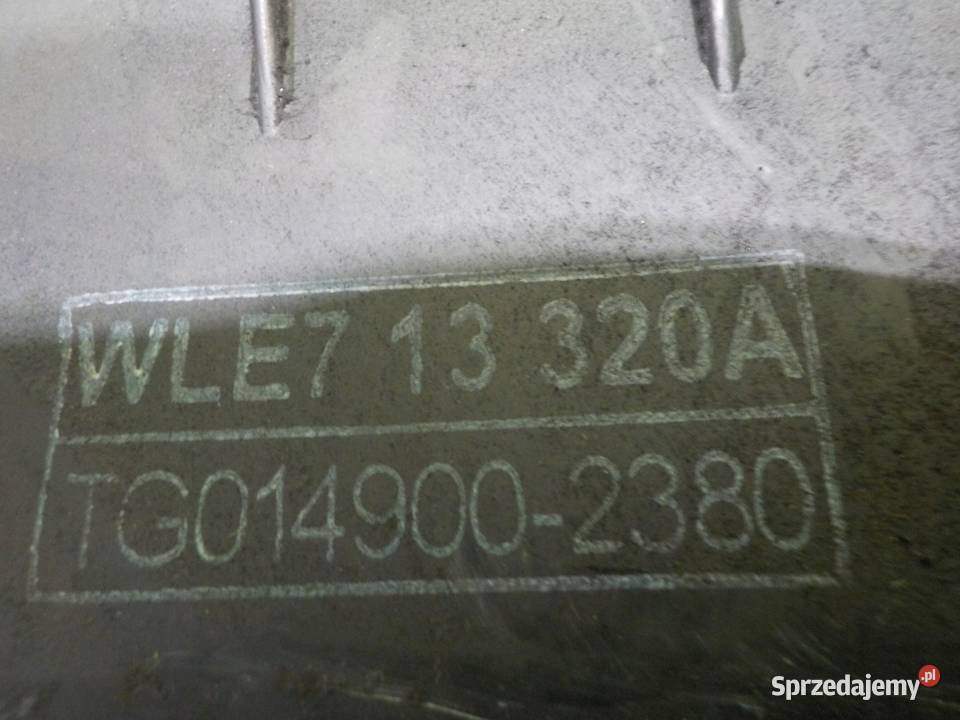 WLE7 13 320A
TG014900-2380
Sprzedajemy.pl